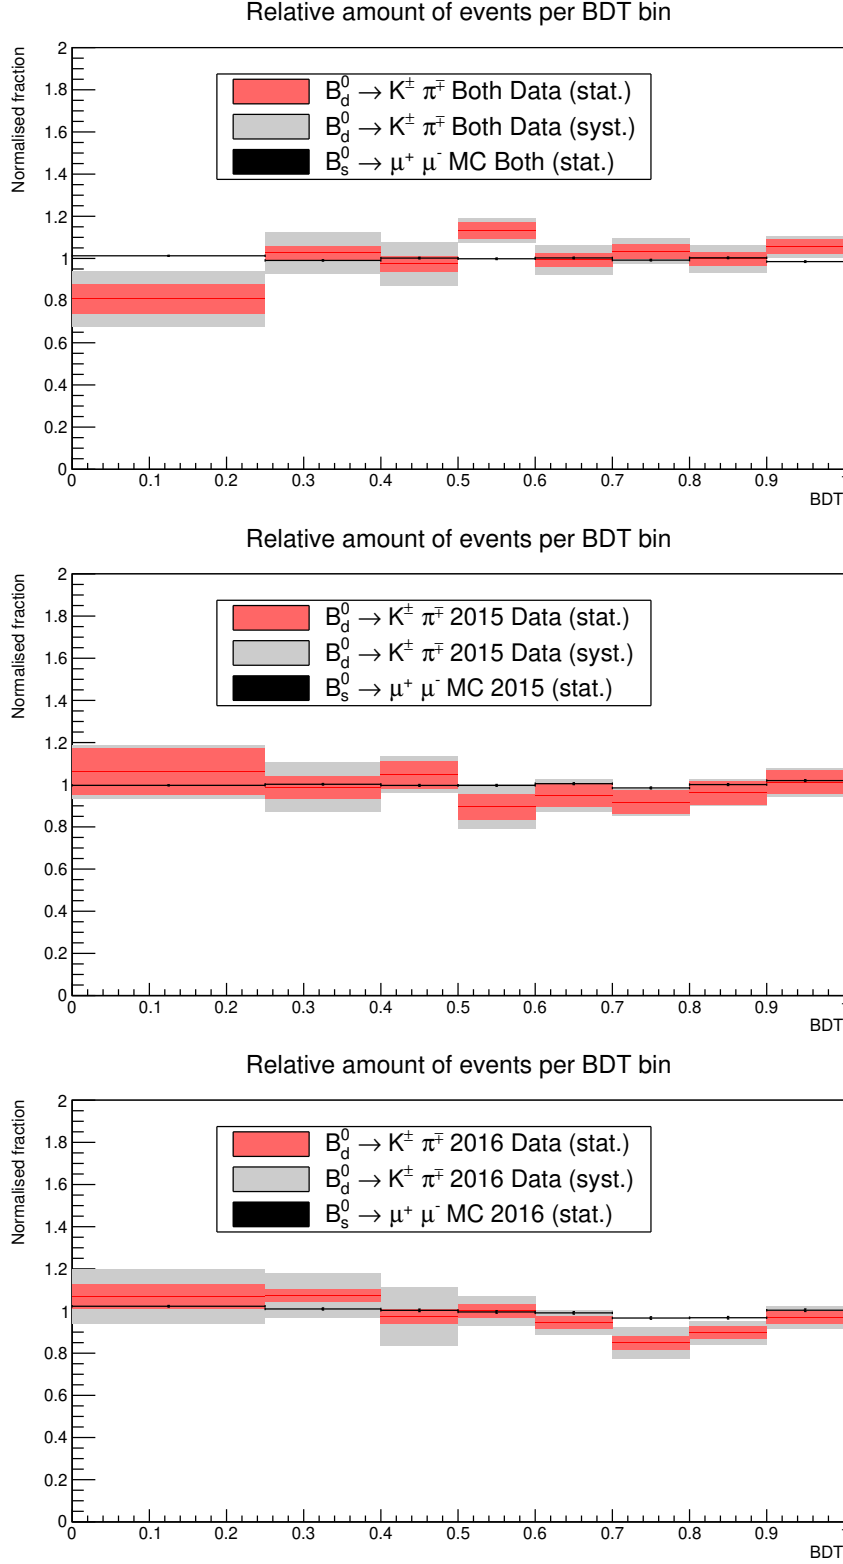 Relative amount of events per BDT bin
Normalised fraction
2
1.8
1.6
1.4
1.2
1
0.8
0.6
0.4
0.2
0
B⁰_d → K± π∓ Both Data (stat.)
B⁰_d → K± π∓ Both Data (syst.)
B⁰_s → μ⁺ μ⁻ MC Both (stat.)
0 0.1 0.2 0.3 0.4 0.5 0.6 0.7 0.8 0.9
BDT
Relative amount of events per BDT bin
Normalised fraction
2
1.8
1.6
1.4
1.2
1
0.8
0.6
0.4
0.2
0
B⁰_d → K± π∓ 2015 Data (stat.)
B⁰_d → K± π∓ 2015 Data (syst.)
B⁰_s → μ⁺ μ⁻ MC 2015 (stat.)
0 0.1 0.2 0.3 0.4 0.5 0.6 0.7 0.8 0.9
BDT
Relative amount of events per BDT bin
Normalised fraction
2
1.8
1.6
1.4
1.2
1
0.8
0.6
0.4
0.2
0
B⁰_d → K± π∓ 2016 Data (stat.)
B⁰_d → K± π∓ 2016 Data (syst.)
B⁰_s → μ⁺ μ⁻ MC 2016 (stat.)
0 0.1 0.2 0.3 0.4 0.5 0.6 0.7 0.8 0.9
BDT